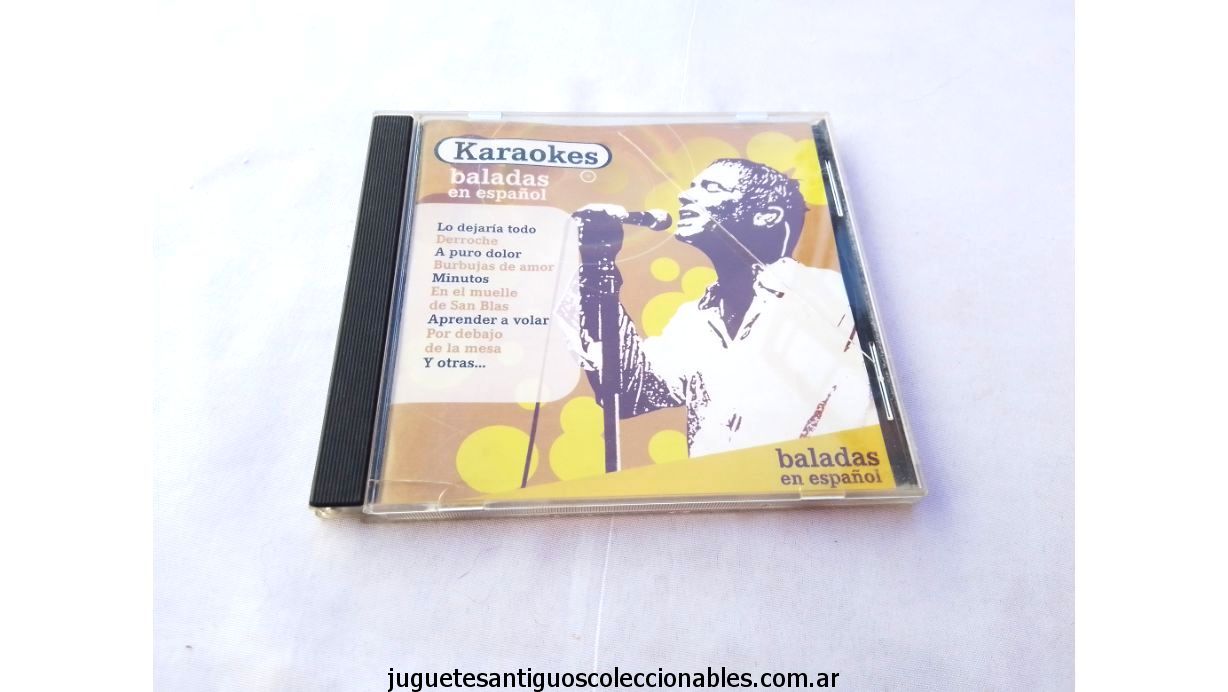 Karaokes
baladas
en español
Lo dejaría todo
Derroche
A puro dolor
Burbujas de amor
Minutos
En el muelle
de San Blas
Aprender a volar
Por debajo
de la mesa
Y otras...
baladas
en español
juguetesantiguoscoleccionables.com.ar